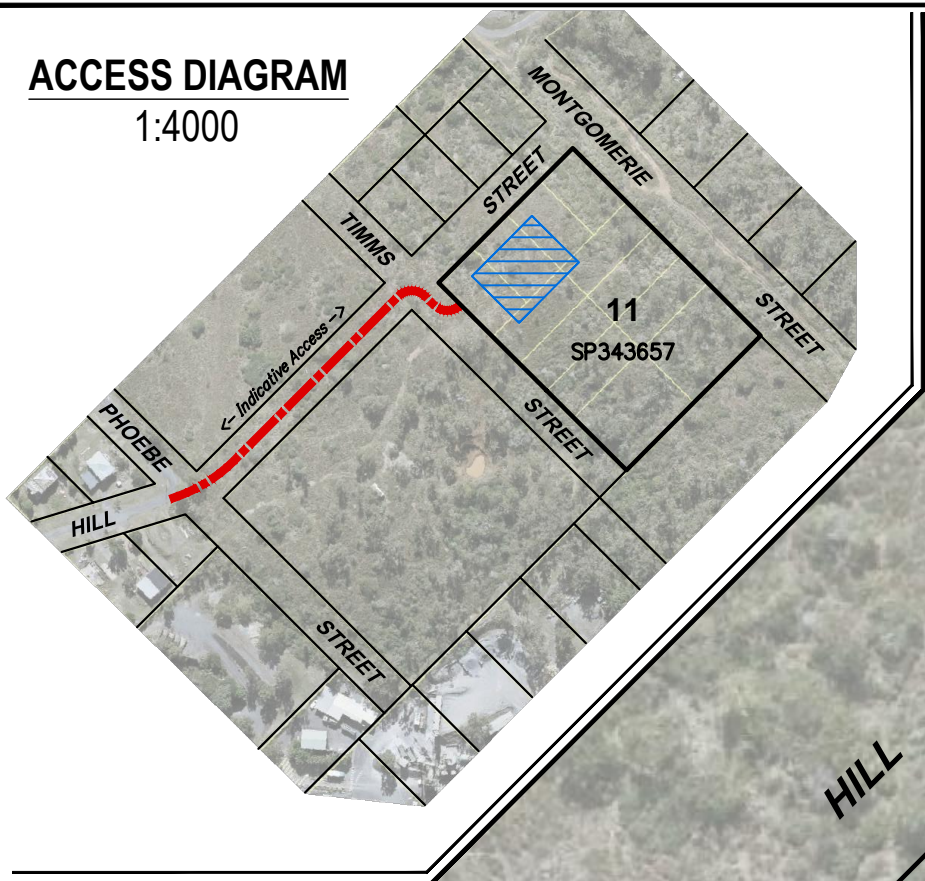 ACCESS DIAGRAM
1:4000
MONTGOMERIE
STREET
STREET
TIMMS
11
SP343657
STREET
<- Indicative Access ->
PHOEBE
HILL
STREET
HILL